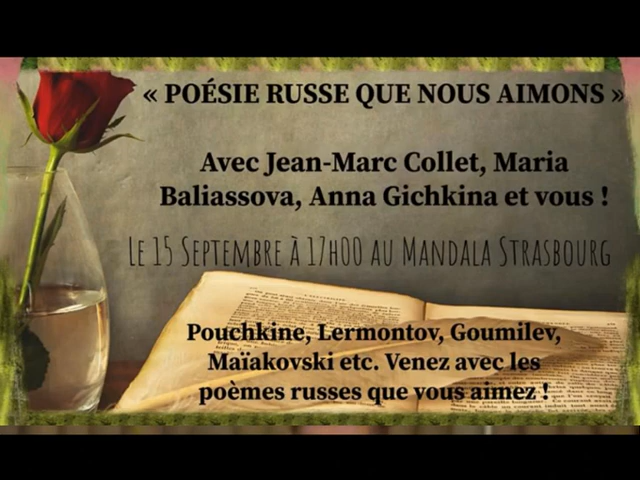 « POÉSIE RUSSE QUE NOUS AIMONS »
Avec Jean-Marc Collet, Maria
Baliassova, Anna Gichkina et vous !
Le 15 Septembre à 17h00 au Mandala Strasbourg
Pouchkine, Lermontov, Goumilev,
Maïakovski etc. Venez avec les
poèmes russes que vous aimez !